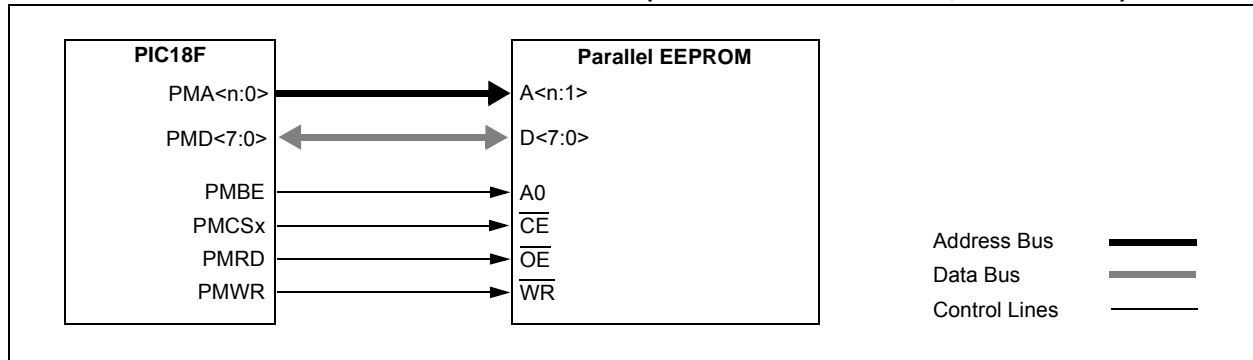 PIC18F
Parallel EEPROM
PMA<n:0> A<n:1>
PMD<7:0> D<7:0>
PMBE A0
PMCSx CE
PMRD OE
PMWR WR
Address Bus
Data Bus
Control Lines